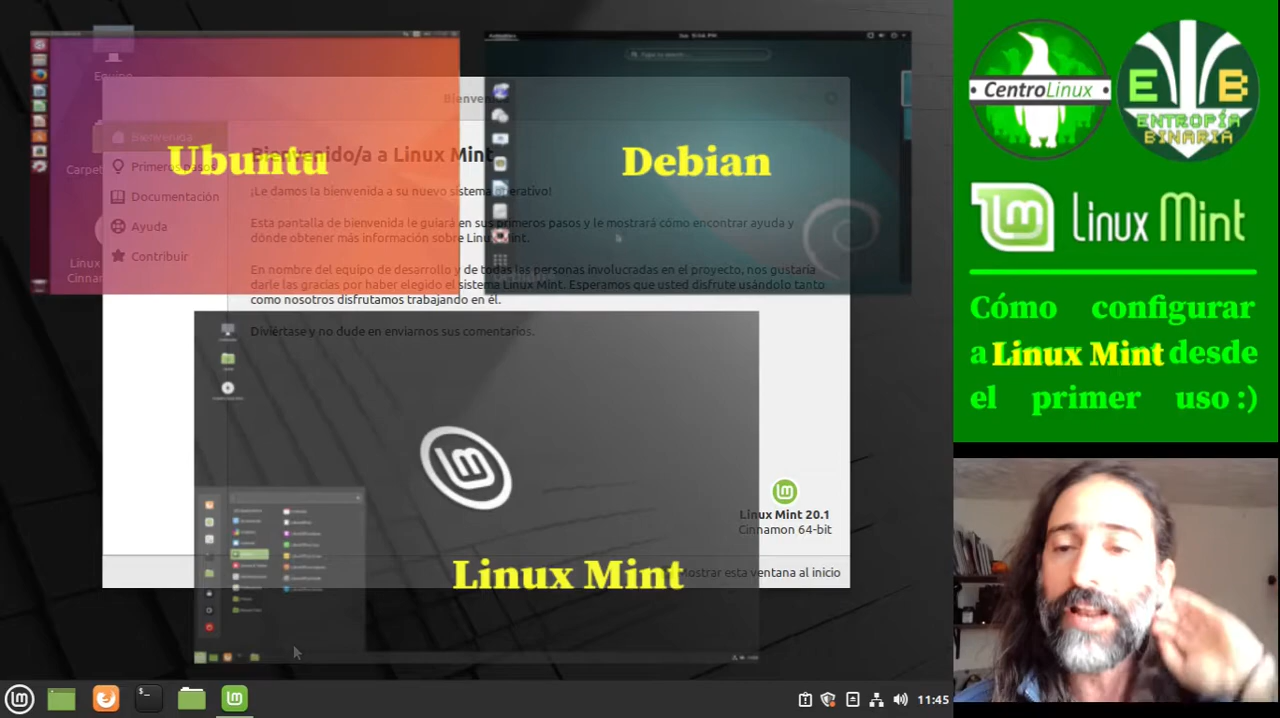 Ubuntu
Debian
Linux Mint
Bienvenida
Bienvenida
Primeros pasos
Documentación
Ayuda
Contribuir
Bienvenido/a a Linux Mint
¡Le damos la bienvenida a su nuevo sistema operativo!
Esta pantalla de bienvenida le guiará en sus primeros pasos y le mostrará cómo encontrar ayuda y
dónde obtener más información sobre Linux Mint.
En nombre del equipo de desarrollo y de todas las personas involucradas en el proyecto, nos gustaría
darle las gracias por haber elegido el sistema Linux Mint. Esperamos que usted disfrute usándolo tanto
como nosotros disfrutamos trabajando en él.
Diviértase y no dude en enviarnos sus comentarios.
Linux Mint 20.1
Cinnamon 64-bit
Mostrar esta ventana al inicio
11:45
CentroLinux
E B
ENTROPÍA
BINARIA
Linux Mint
Cómo configurar
a Linux Mint desde
el primer uso :)